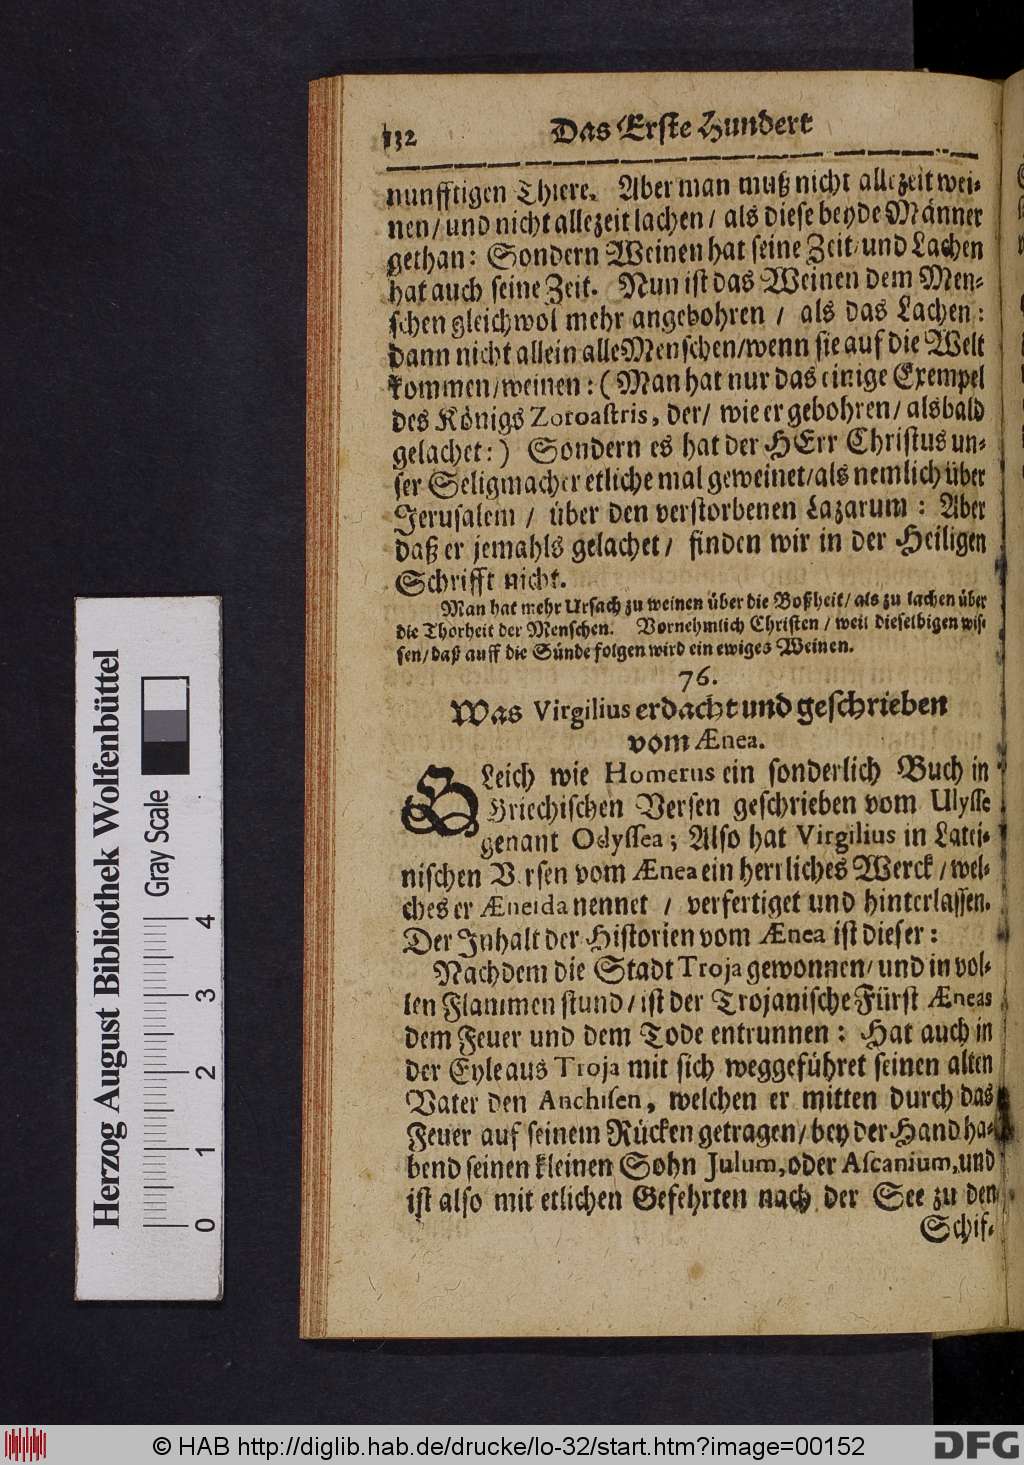 132 Das Erste Hundert
nunfftigen Thiere. Aber man muß nicht allezeit wei-
nen / und nicht allezeit lachen / als diese beyde Männer
gethan: Sondern Weinen hat seine Zeit / und Lachen
hat auch seine Zeit. Nun ist das Weinen dem Men-
schen gleichwol mehr angebohren / als das Lachen:
dann nicht allein alle Menschen / wenn sie auf die Welt
kommen / weinen: (Man hat nur das einige Exempel
des Königs Zoroastris, der / wie er gebohren / alsbald
gelachet:) Sondern es hat der HErr Christus un-
ser Seligmacher etliche mal geweinet / als nemlich über
Jerusalem / über den verstorbenen Lazarum: Aber
daß er jemahls gelachet / finden wir in der Heiligen
Schrifft nicht.
Man hat mehr Ursach zu weinen über die Boßheit / als zu lachen über
die Thorheit der Menschen. Vornehmlich Christen / weil dieselbigen wis-
sen / daß auff die Sünde folgen wird ein ewiges Weinen.
76.
Was Virgilius erdacht und geschrieben
vom Ænea.
GLeich wie Homerus ein sonderlich Buch in
Griechischen Versen geschrieben vom Ulysse
genant Odyssea; Also hat Virgilius in Latei-
nischen Versen vom Ænea ein herrliches Werck / wel-
ches er Æneida nennet / verfertiget und hinterlassen.
Der Inhalt der Historien vom Ænea ist dieser:
Nachdem die Stadt Troja gewonnen / und in vol-
len Flammen stund / ist der Trojanische Fürst Æneas
dem Feuer und dem Tode entrunnen: Hat auch in
der Eyle aus Troja mit sich weggeführet seinen alten
Vater den Anchisen, welchen er mitten durch das
Feuer auf seinem Rücken getragen / bey der Hand ha-
bend seinen kleinen Sohn Julum, oder Ascanium, und
ist also mit etlichen Gefehrten nach der See zu den
Schif-
Herzog August Bibliothek Wolfenbüttel
Gray Scale
0 1 2 3 4
© HAB http://diglib.hab.de/drucke/lo-32/start.htm?image=00152
DFG